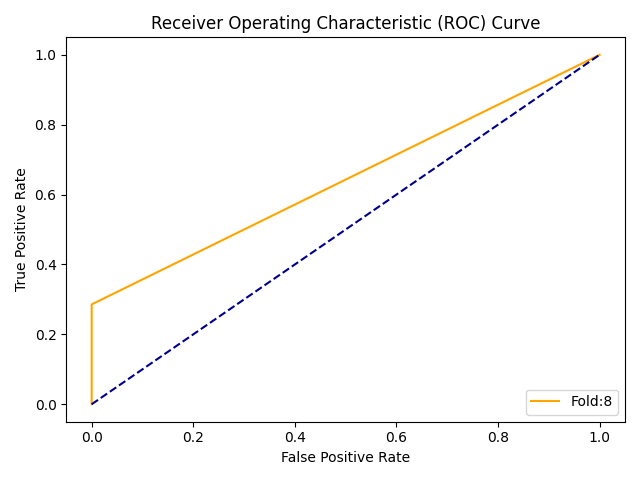 Receiver Operating Characteristic (ROC) Curve
True Positive Rate
1.0
0.8
0.6
0.4
0.2
0.0
0.0 0.2 0.4 0.6 0.8 1.0
False Positive Rate
Fold:8